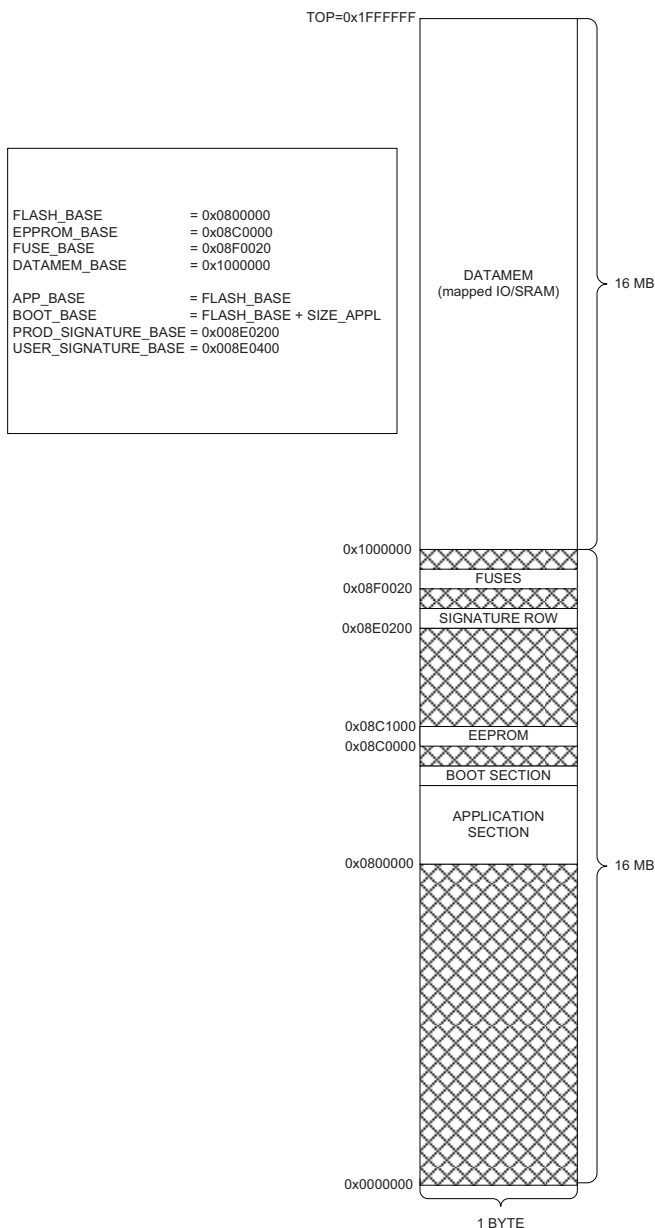 TOP=0x1FFFFFF
FLASH_BASE = 0x0800000
EPPROM_BASE = 0x08C0000
FUSE_BASE = 0x08F0020
DATAMEM_BASE = 0x1000000
APP_BASE = FLASH_BASE
BOOT_BASE = FLASH_BASE + SIZE_APPL
PROD_SIGNATURE_BASE = 0x008E0200
USER_SIGNATURE_BASE = 0x008E0400
DATAMEM
(mapped IO/SRAM)
16 MB
0x1000000
FUSES
0x08F0020
SIGNATURE ROW
0x08E0200
0x08C1000
EEPROM
0x08C0000
BOOT SECTION
APPLICATION
SECTION
0x0800000
16 MB
0x0000000
1 BYTE